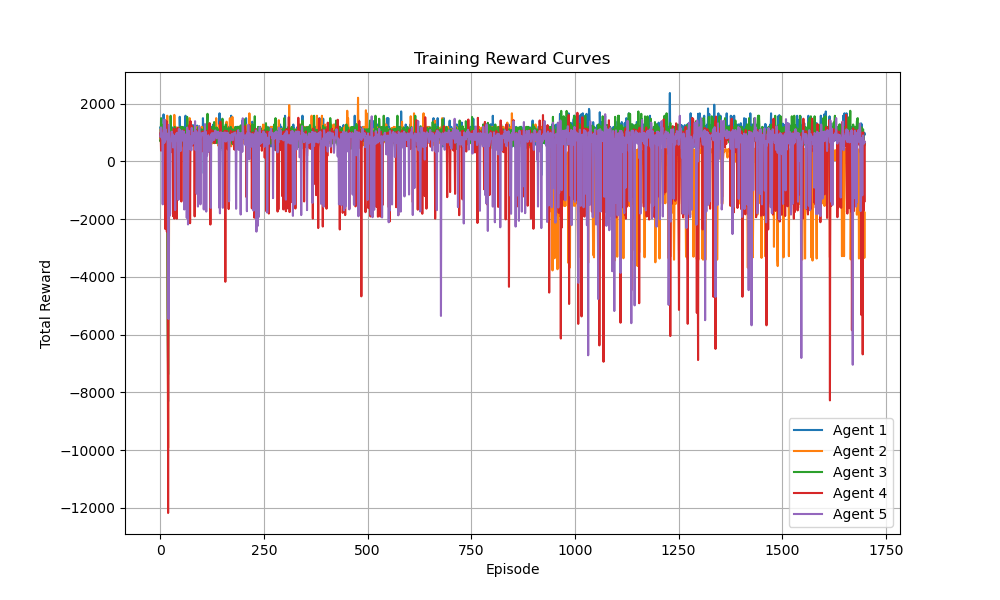 Training Reward Curves
Total Reward
2000
0
−2000
−4000
−6000
−8000
−10000
−12000
0 250 500 750 1000 1250 1500 1750
Episode
Agent 1
Agent 2
Agent 3
Agent 4
Agent 5